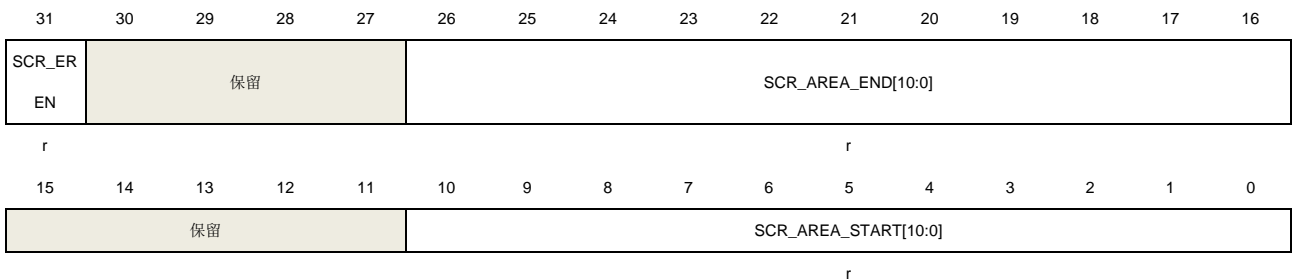 31 30 29 28 27 26 25 24 23 22 21 20 19 18 17 16
SCR_ER
EN
保留
SCR_AREA_END[10:0]
r r
15 14 13 12 11 10 9 8 7 6 5 4 3 2 1 0
保留 SCR_AREA_START[10:0]
r